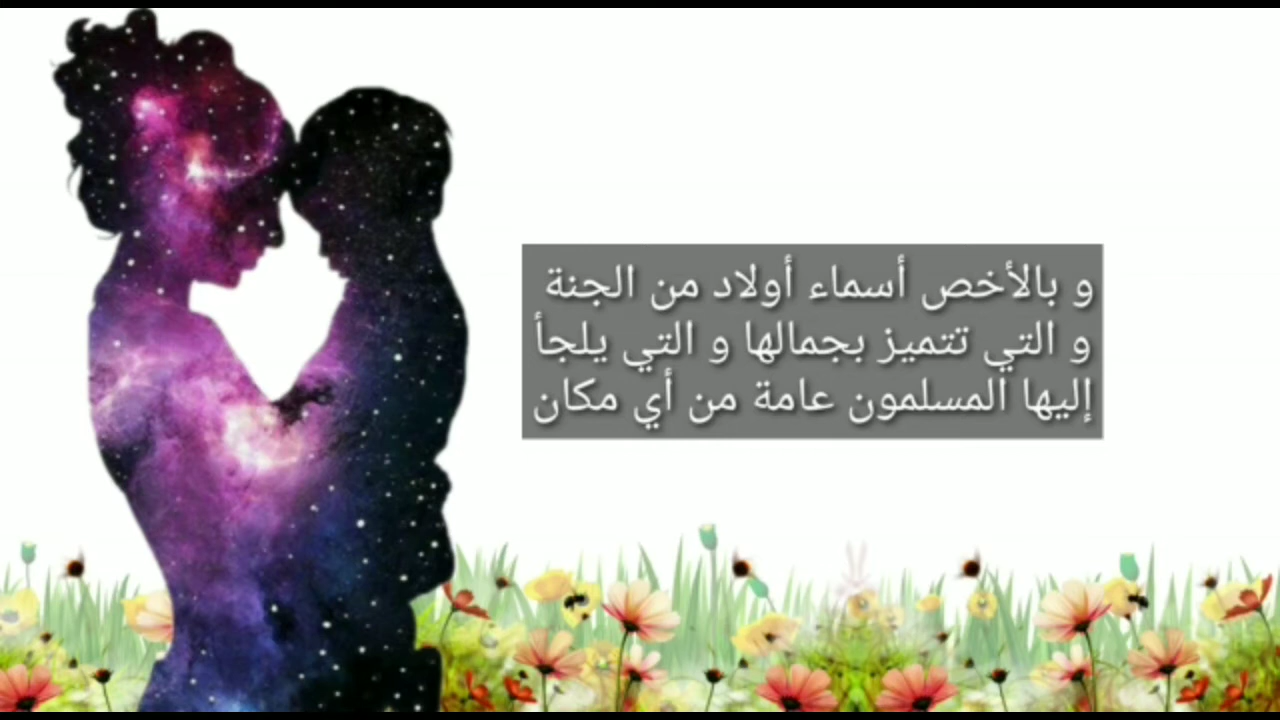 و بالأخص أسماء أولاد من الجنة
و التي تتميز بجمالها و التي يلجأ
إليها المسلمون عامة من أي مكان